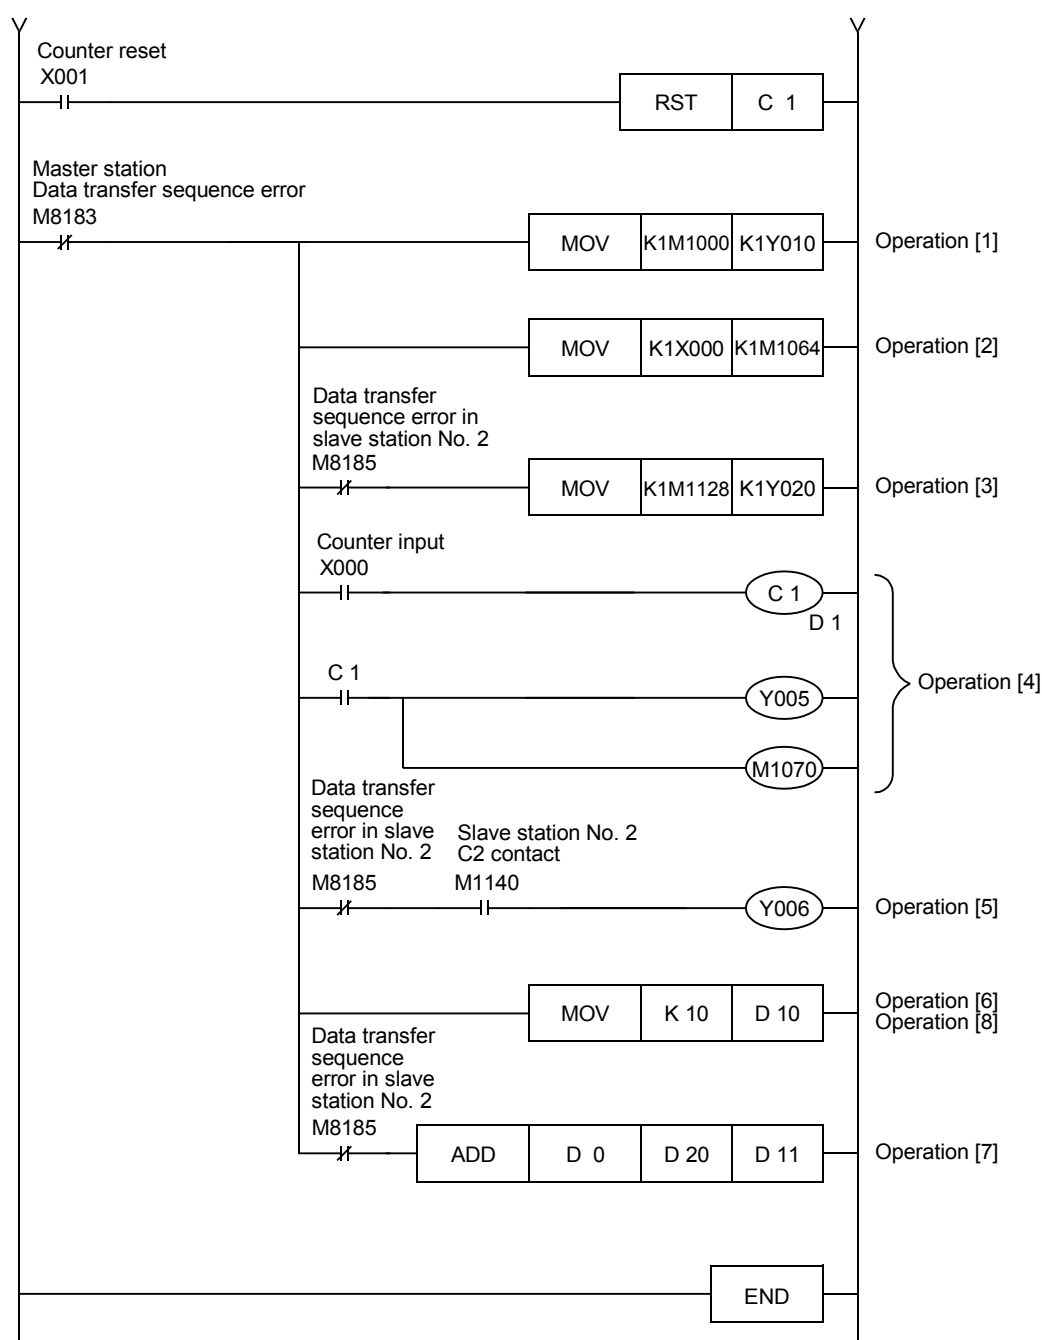 Counter reset
X001
RST C 1
Master station
Data transfer sequence error
M8183
MOV K1M1000 K1Y010 Operation [1]
MOV K1X000 K1M1064 Operation [2]
Data transfer
sequence error in
slave station No. 2
M8185
MOV K1M1128 K1Y020 Operation [3]
Counter input
X000
C 1
D 1
Operation [4]
C 1
Y005
M1070
Data transfer
sequence
error in slave
station No. 2
M8185
Slave station No. 2
C2 contact
M1140
Y006 Operation [5]
MOV K 10 D 10 Operation [6]
Operation [8]
Data transfer
sequence
error in slave
station No. 2
M8185
ADD D 0 D 20 D 11 Operation [7]
END